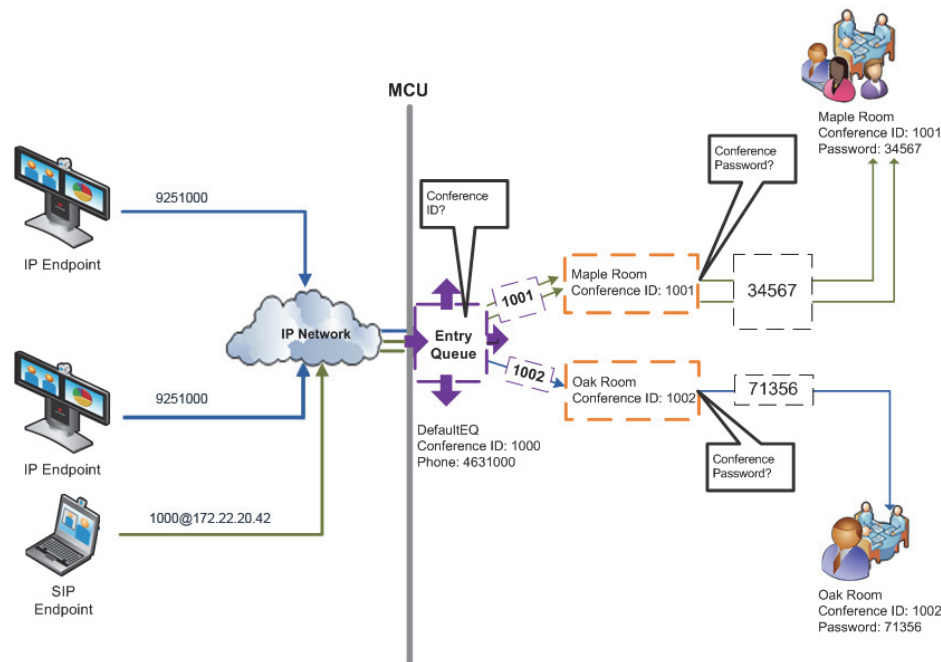 MCU
9251000
IP Endpoint
IP Network
9251000
IP Endpoint
1000@172.22.20.42
SIP
Endpoint
Conference
ID?
Entry
Queue
DefaultEQ
Conference ID: 1000
Phone: 4631000
1001
1002
Maple Room
Conference ID: 1001
Oak Room
Conference ID: 1002
Conference
Password?
Conference
Password?
34567
71356
Maple Room
Conference ID: 1001
Password: 34567
Oak Room
Conference ID: 1002
Password: 71356